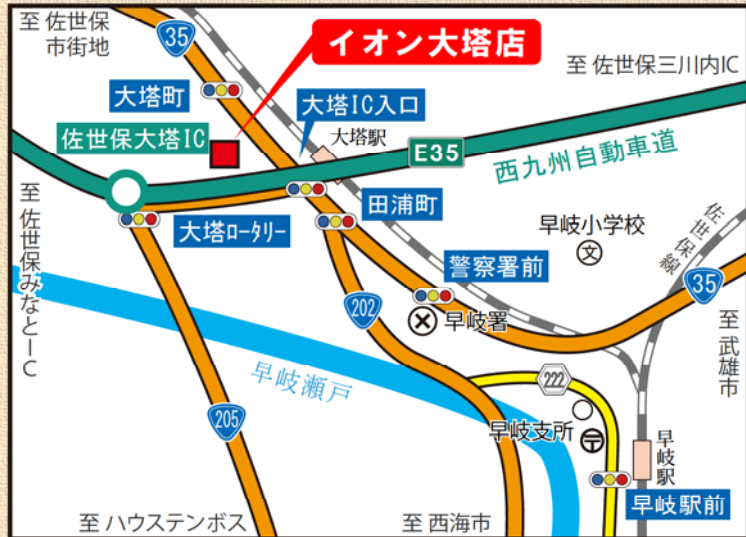 至 佐世保
市街地
35
イオン大塔店
至 佐世保三川内IC
大塔町
大塔IC入口
佐世保大塔IC
大塔駅
E35
西九州自動車道
至 佐世保みなとーC
大塔ロータリー
田浦町
早岐小学校
文
佐世保線
警察署前
35
202
早岐署
至 武雄市
早岐瀬戸
222
205
早岐支所
〒
早岐駅
早岐駅前
至 ハウステンボス
至 西海市